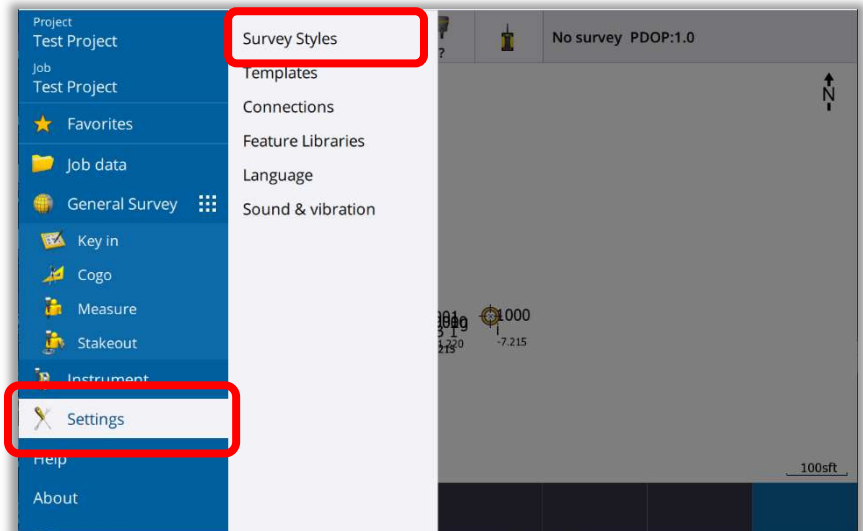 Project
Test Project
Job
Test Project
Favorites
Job data
General Survey
Key in
Cogo
Measure
Stakeout
Instrument
Settings
Help
About
Survey Styles
Templates
Connections
Feature Libraries
Language
Sound & vibration
?
No survey PDOP:1.0
N
1000
-7.215
100sft